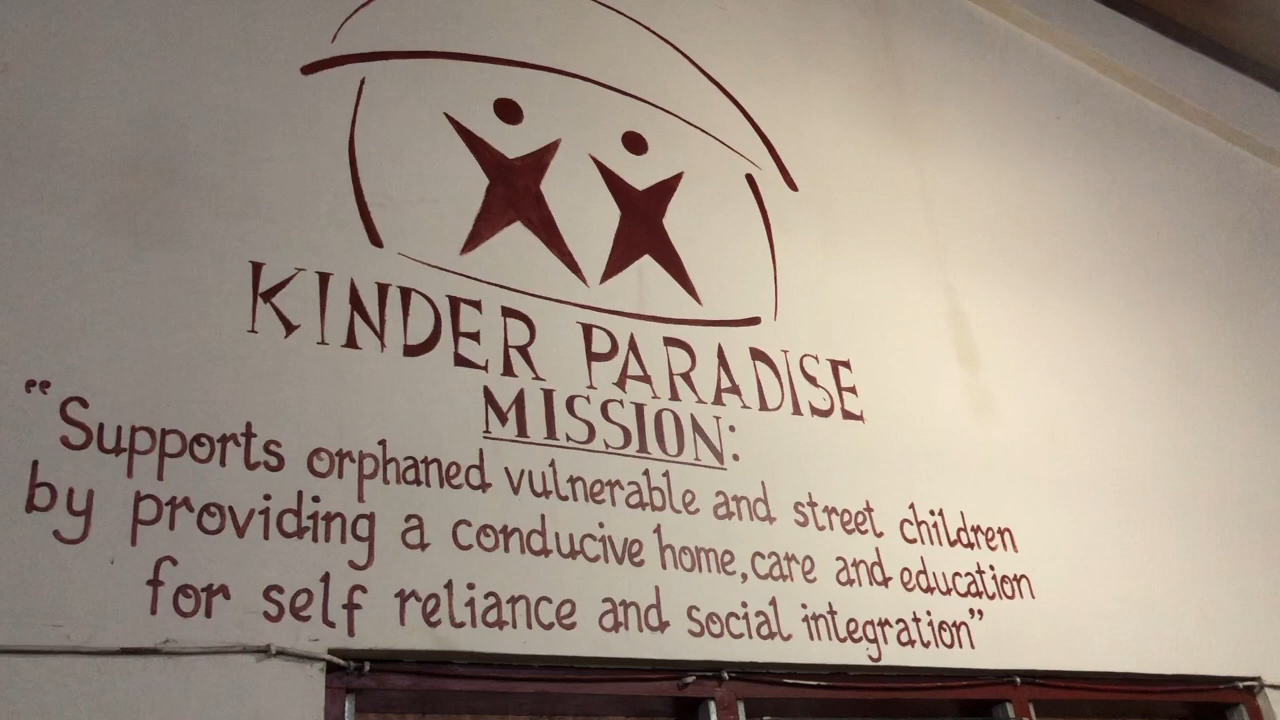 KINDER PARADISE
MISSION:
“Supports orphaned vulnerable and street children
by providing a conducive home, care and education
for self reliance and social integration”